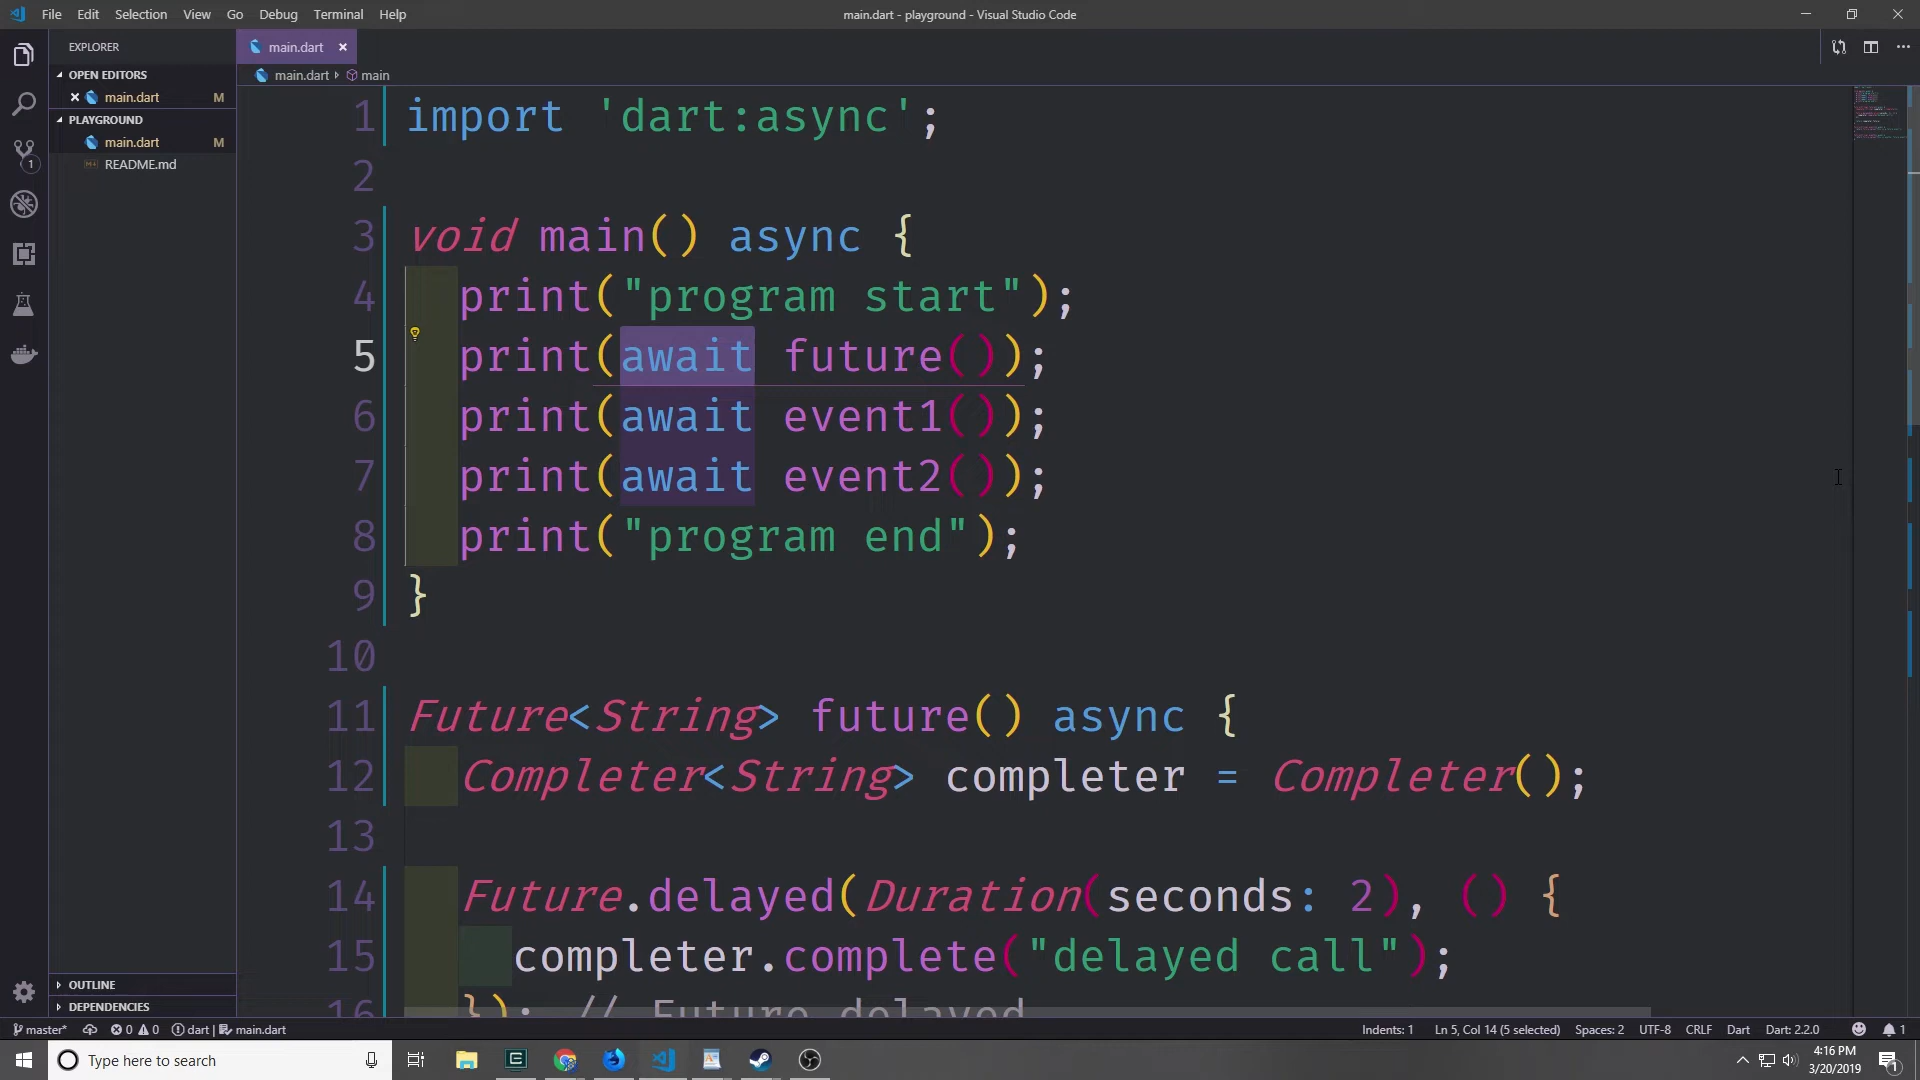 File Edit Selection View Go Debug Terminal Help
main.dart - playground - Visual Studio Code
EXPLORER
OPEN EDITORS
main.dart M
PLAYGROUND
main.dart M
README.md
1
OUTLINE
DEPENDENCIES
main.dart
main.dart main
1 import 'dart:async';
2
3 void main() async {
4 print("program start");
5 print(await future());
6 print(await event1());
7 print(await event2());
8 print("program end");
9 }
10
11 Future<String> future() async {
12 Completer<String> completer = Completer();
13
14 Future.delayed(Duration(seconds: 2), () {
15 completer.complete("delayed call");
16 }); // Future delayed
master* 0 0 dart | main.dart Indents: 1 Ln 5, Col 14 (5 selected) Spaces: 2 UTF-8 CRLF Dart Dart: 2.2.0 1
Type here to search
4:16 PM
3/20/2019
1